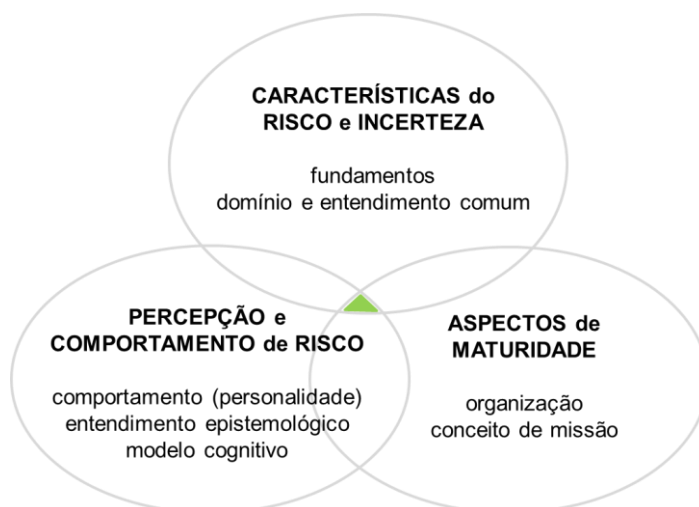 CARACTERÍSTICAS do
RISCO e INCERTEZA
fundamentos
domínio e entendimento comum
PERCEPÇÃO e
COMPORTAMENTO de RISCO
comportamento (personalidade)
entendimento epistemológico
modelo cognitivo
ASPECTOS de
MATURIDADE
organização
conceito de missão